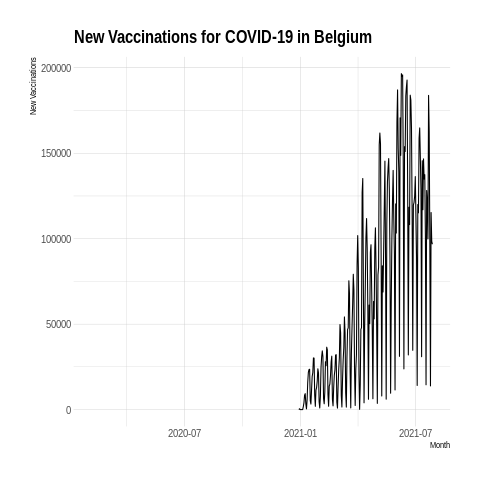 New Vaccinations for COVID-19 in Belgium
New Vaccinations
200000
150000
100000
50000
0
2020-07
2021-01
2021-07
Month